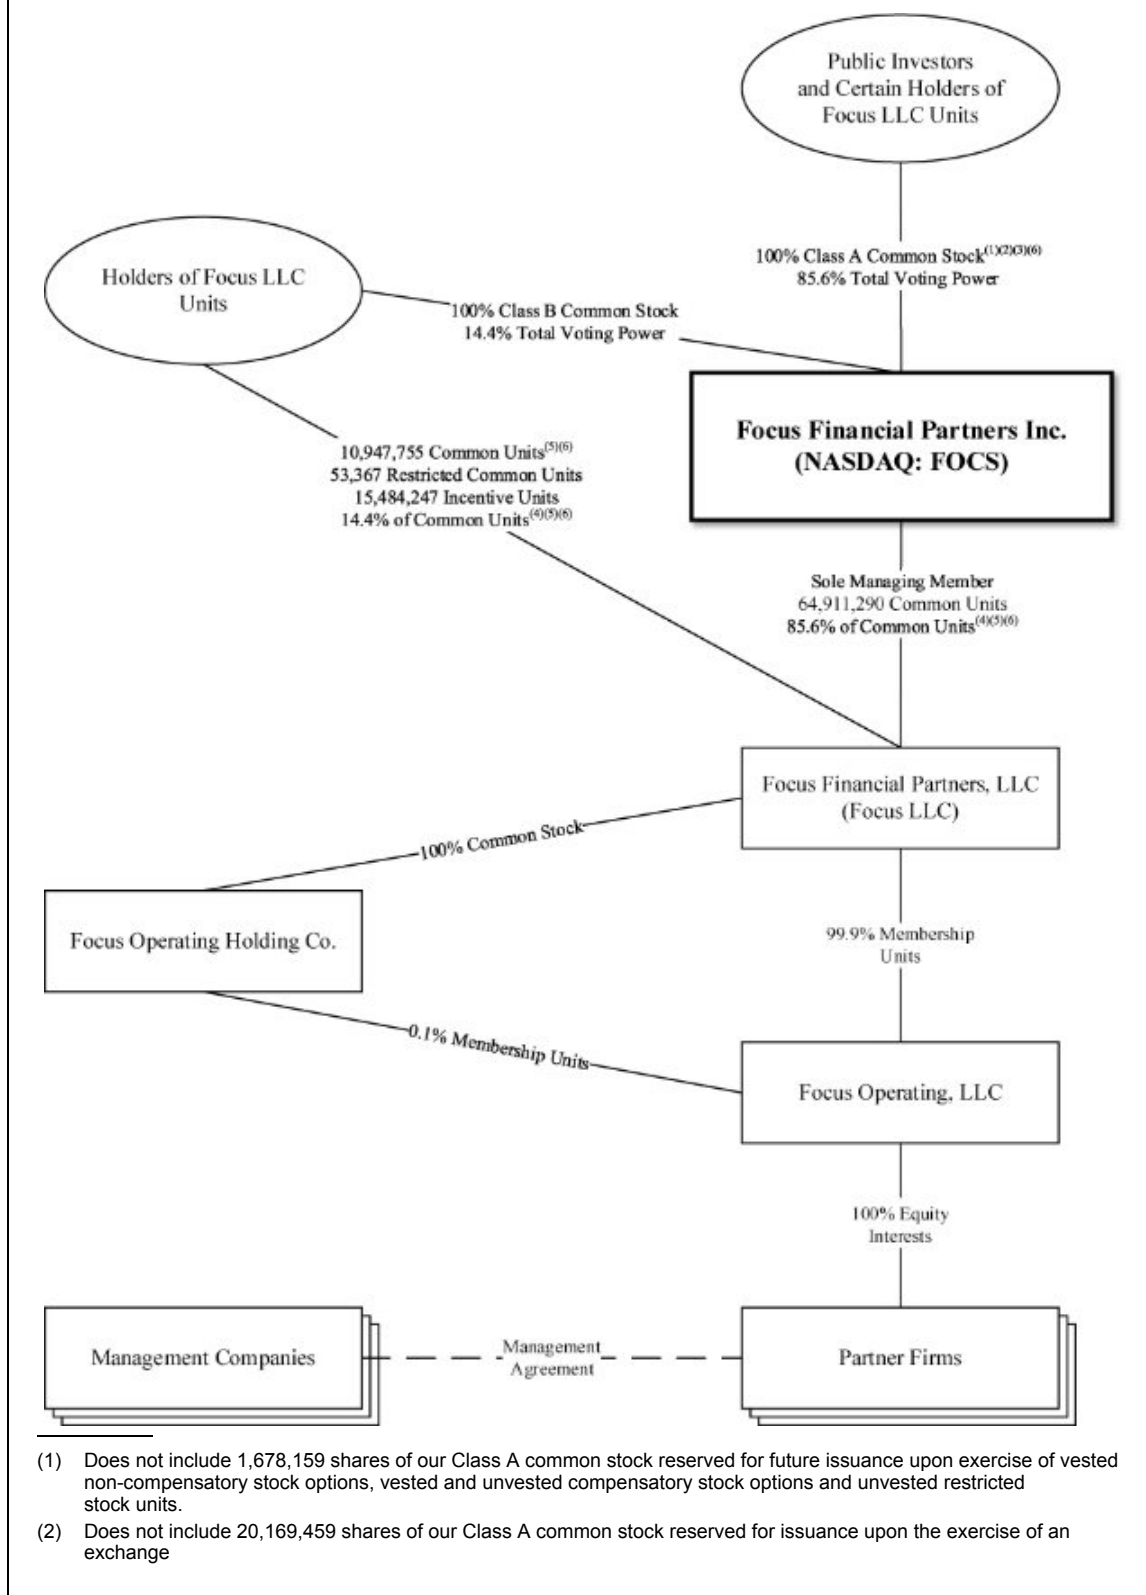 Public Investors
and Certain Holders of
Focus LLC Units
100% Class A Common Stock(1)(2)(3)(6)
85.6% Total Voting Power
Holders of Focus LLC
Units
100% Class B Common Stock
14.4% Total Voting Power
Focus Financial Partners Inc.
(NASDAQ: FOCS)
10,947,755 Common Units(5)(6)
53,367 Restricted Common Units
15,484,247 Incentive Units
14.4% of Common Units(4)(5)(6)
Sole Managing Member
64,911,290 Common Units
85.6% of Common Units(4)(5)(6)
Focus Financial Partners, LLC
(Focus LLC)
100% Common Stock
Focus Operating Holding Co.
99.9% Membership
Units
0.1% Membership Units
Focus Operating, LLC
100% Equity
Interests
Management Companies
Management
Agreement
Partner Firms
(1) Does not include 1,678,159 shares of our Class A common stock reserved for future issuance upon exercise of vested
non-compensatory stock options, vested and unvested compensatory stock options and unvested restricted
stock units.
(2) Does not include 20,169,459 shares of our Class A common stock reserved for issuance upon the exercise of an
exchange